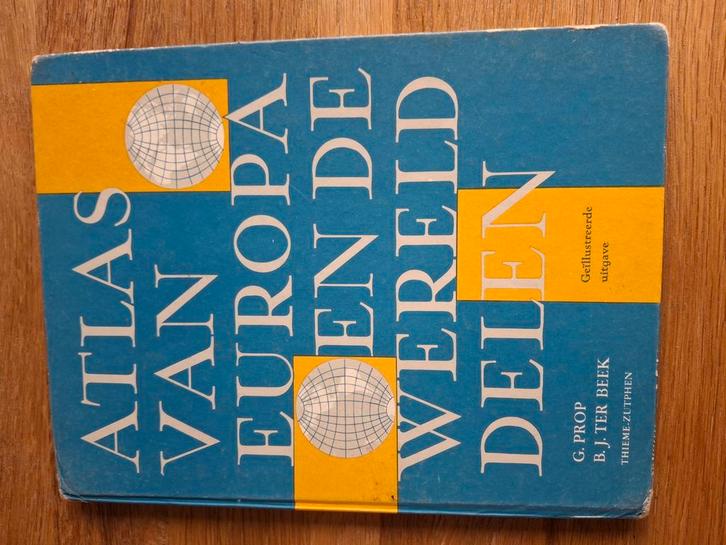 ATLAS
VAN
EUROPA
EN DE
WERELD
DELEN
Geïllustreerde
uitgave
G. PROP
B. J. TER BEEK
THIEME.ZUTPHEN